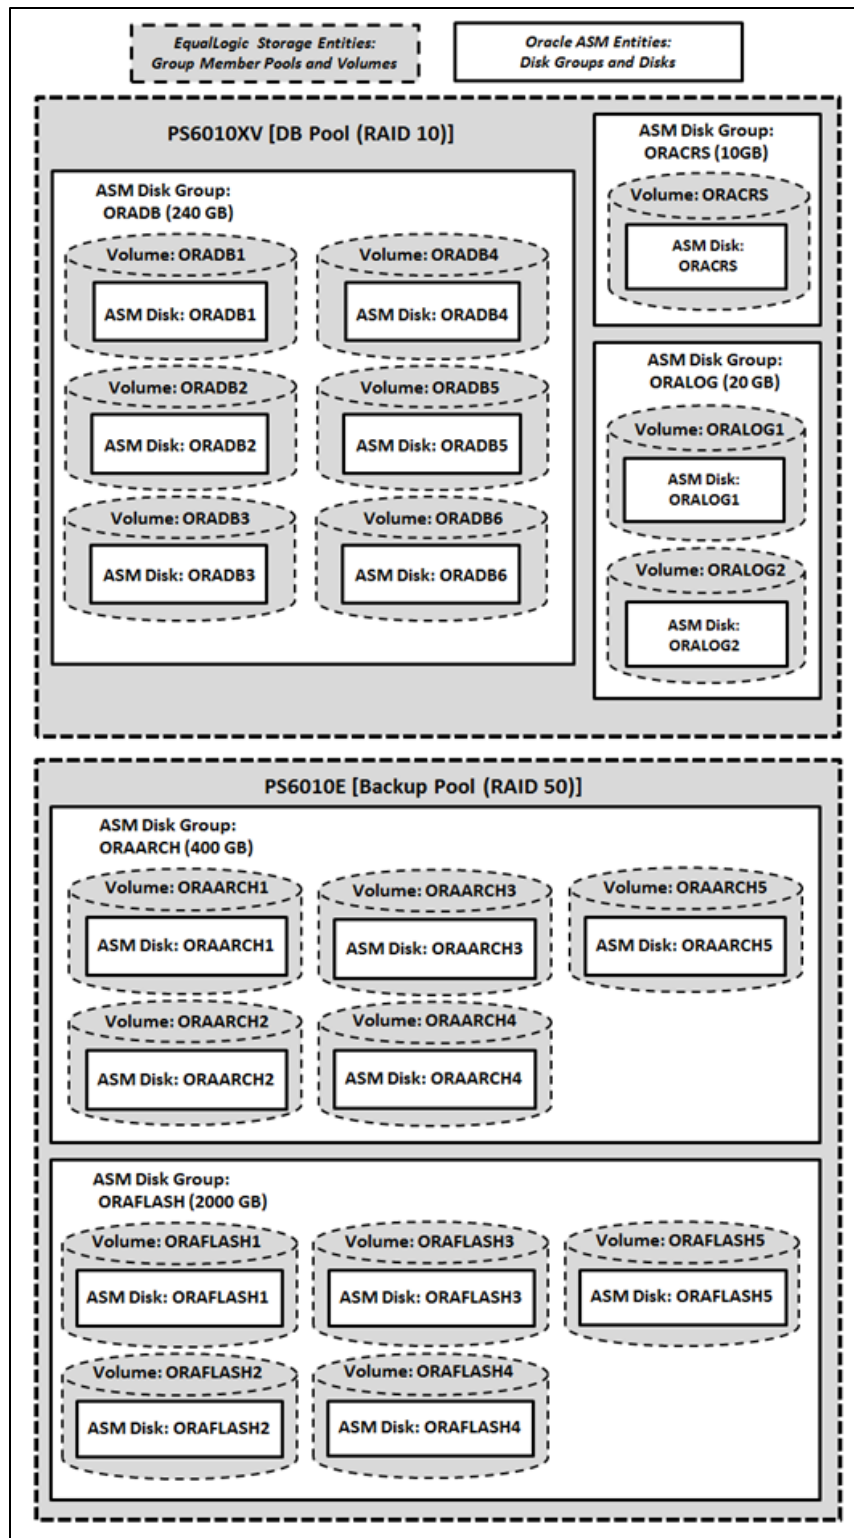 EqualLogic Storage Entities:
Group Member Pools and Volumes
Oracle ASM Entities:
Disk Groups and Disks
PS6010XV [DB Pool (RAID 10)]
ASM Disk Group:
ORADB (240 GB)
Volume: ORADB1
ASM Disk: ORADB1
Volume: ORADB4
ASM Disk: ORADB4
Volume: ORADB2
ASM Disk: ORADB2
Volume: ORADB5
ASM Disk: ORADB5
Volume: ORADB3
ASM Disk: ORADB3
Volume: ORADB6
ASM Disk: ORADB6
ASM Disk Group:
ORACRS (10GB)
Volume: ORACRS
ASM Disk:
ORACRS
ASM Disk Group:
ORALOG (20 GB)
Volume: ORALOG1
ASM Disk:
ORALOG1
Volume: ORALOG2
ASM Disk:
ORALOG2
PS6010E [Backup Pool (RAID 50)]
ASM Disk Group:
ORAARCH (400 GB)
Volume: ORAARCH1
ASM Disk: ORAARCH1
Volume: ORAARCH3
ASM Disk: ORAARCH3
Volume: ORAARCH5
ASM Disk: ORAARCH5
Volume: ORAARCH2
ASM Disk: ORAARCH2
Volume: ORAARCH4
ASM Disk: ORAARCH4
ASM Disk Group:
ORAFLASH (2000 GB)
Volume: ORAFLASH1
ASM Disk: ORAFLASH1
Volume: ORAFLASH3
ASM Disk: ORAFLASH3
Volume: ORAFLASH5
ASM Disk: ORAFLASH5
Volume: ORAFLASH2
ASM Disk: ORAFLASH2
Volume: ORAFLASH4
ASM Disk: ORAFLASH4